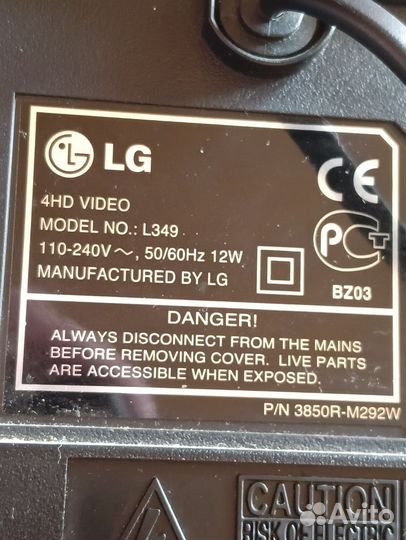 LG
4HD VIDEO
MODEL NO.: L349
110-240V～, 50/60Hz 12W
MANUFACTURED BY LG
CE
PCT
BZ03
DANGER!
ALWAYS DISCONNECT FROM THE MAINS
BEFORE REMOVING COVER. LIVE PARTS
ARE ACCESSIBLE WHEN EXPOSED.
P/N 3850R-M292W
CAUTION
RISK OF ELECTRIC
Avito